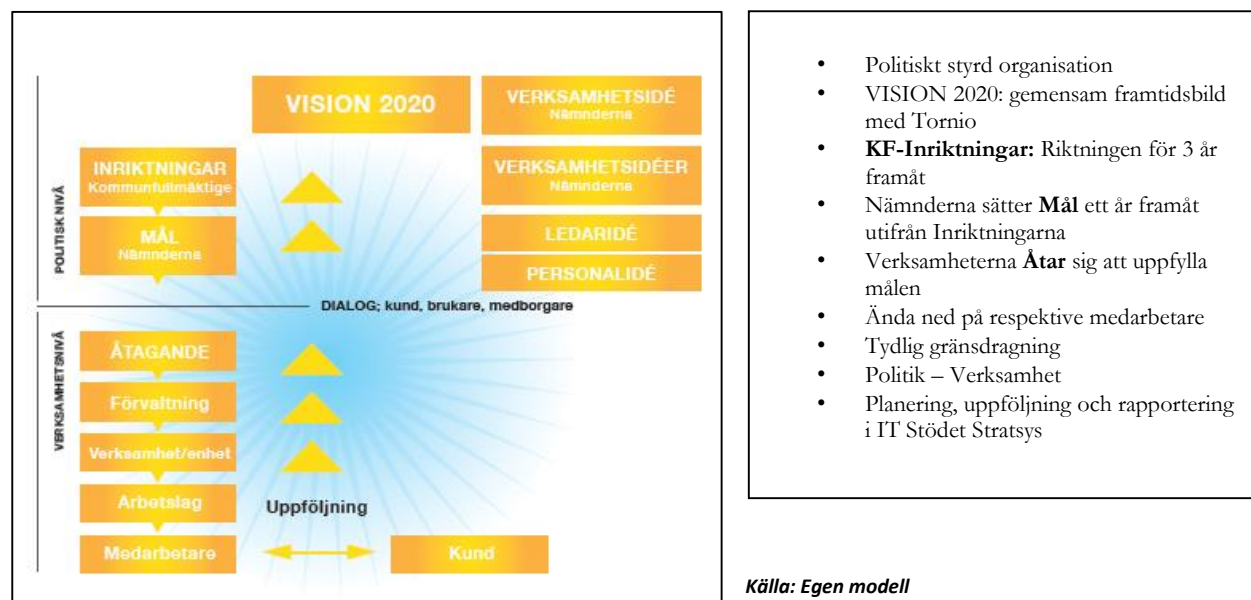 VISION 2020
VERKSAMHETSIDÉ
Nämnderna
INRIKTNINGAR
Kommunfullmäktige
VERKSAMHETSIDÉER
Nämnderna
MÅL
Nämnderna
LEDARIDÉ
PERSONALIDÉ
POLITISK NIVÅ
DIALOG; kund, brukare, medborgare
VERKSAMHETSNIVÅ
ÅTAGANDE
Förvaltning
Verksamhet/enhet
Arbetslag
Uppföljning
Medarbetare
Kund
• Politiskt styrd organisation
• VISION 2020: gemensam framtidsbild
med Tornio
• KF-Inriktningar: Riktningen för 3 år
framåt
• Nämnderna sätter Mål ett år framåt
utifrån Inriktningarna
• Verksamheterna Åtar sig att uppfylla
målen
• Ända ned på respektive medarbetare
• Tydlig gränsdragning
• Politik – Verksamhet
• Planering, uppföljning och rapportering
i IT Stödet Stratsys
Källa: Egen modell